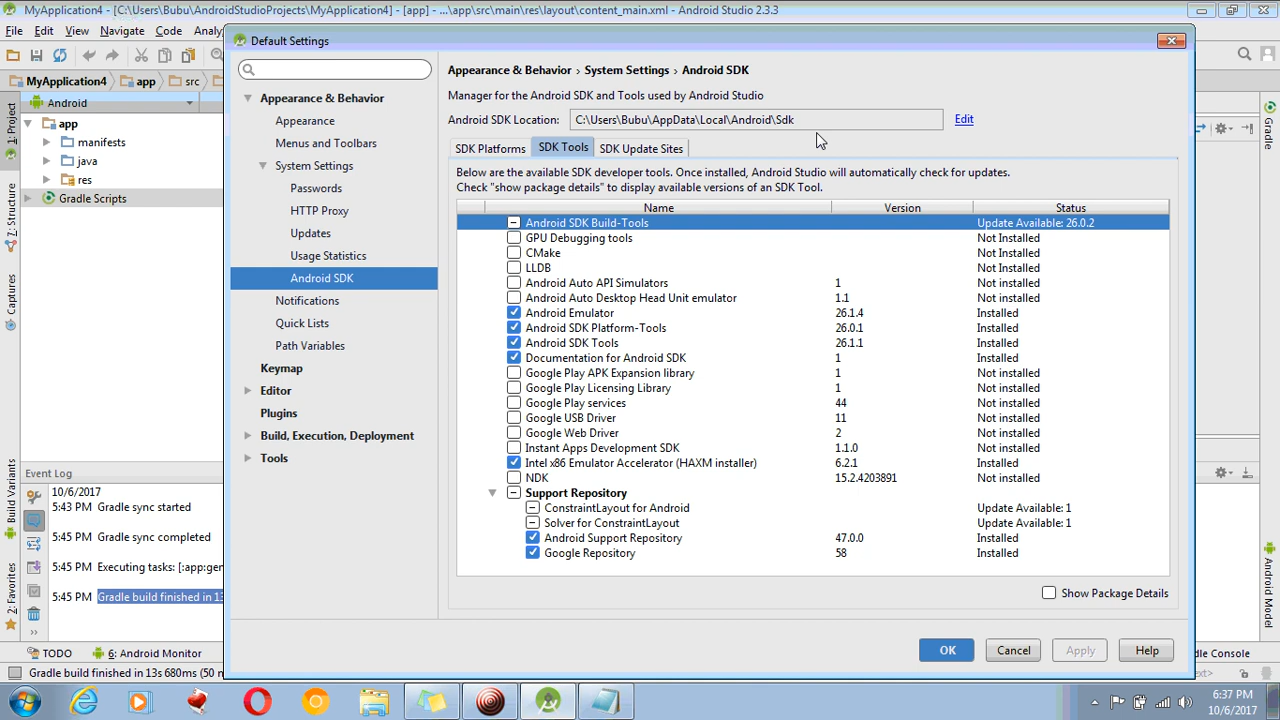 MyApplication4 - [C:\Users\Bubu\AndroidStudioProjects\MyApplication4] - [app] - ...\app\src\main\res\layout\content_main.xml - Android Studio 2.3.3
File Edit View Navigate Code Analy
MyApplication4 app src
Android
1: Project
Z: Structure
Captures
Build Variants
2: Favorites
app
manifests
java
res
Gradle Scripts
Event Log
10/6/2017
5:43 PM Gradle sync started
5:45 PM Gradle sync completed
5:45 PM Executing tasks: [:app:gen
5:45 PM Gradle build finished in 13
>>
TODO 6: Android Monitor
Gradle build finished in 13s 680ms (50 n
Default Settings
Appearance & Behavior
Appearance
Menus and Toolbars
System Settings
Passwords
HTTP Proxy
Updates
Usage Statistics
Android SDK
Notifications
Quick Lists
Path Variables
Keymap
Editor
Plugins
Build, Execution, Deployment
Tools
Appearance & Behavior › System Settings › Android SDK
Manager for the Android SDK and Tools used by Android Studio
Android SDK Location: C:\Users\Bubu\AppData\Local\Android\Sdk Edit
SDK Platforms SDK Tools SDK Update Sites
Below are the available SDK developer tools. Once installed, Android Studio will automatically check for updates.
Check "show package details" to display available versions of an SDK Tool.
Name Version Status
Android SDK Build-Tools Update Available: 26.0.2
GPU Debugging tools Not Installed
CMake Not Installed
LLDB Not Installed
Android Auto API Simulators 1 Not installed
Android Auto Desktop Head Unit emulator 1.1 Not installed
Android Emulator 26.1.4 Installed
Android SDK Platform-Tools 26.0.1 Installed
Android SDK Tools 26.1.1 Installed
Documentation for Android SDK 1 Installed
Google Play APK Expansion library 1 Not installed
Google Play Licensing Library 1 Not installed
Google Play services 44 Not installed
Google USB Driver 11 Not installed
Google Web Driver 2 Not installed
Instant Apps Development SDK 1.1.0 Not installed
Intel x86 Emulator Accelerator (HAXM installer) 6.2.1 Installed
NDK 15.2.4203891 Not installed
Support Repository
ConstraintLayout for Android Update Available: 1
Solver for ConstraintLayout Update Available: 1
Android Support Repository 47.0.0 Installed
Google Repository 58 Installed
Show Package Details
OK Cancel Apply Help
Gradle
Android Model
le Console
6:37 PM
10/6/2017